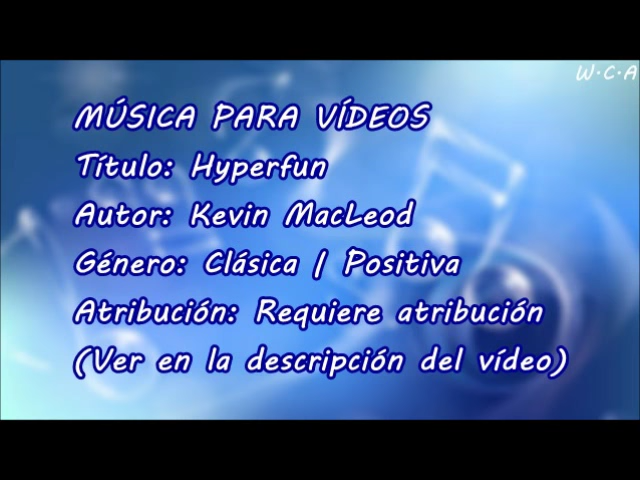 W.C.A
MÚSICA PARA VÍDEOS
Título: Hyperfun
Autor: Kevin MacLeod
Género: Clásica / Positiva
Atribución: Requiere atribución
(Ver en la descripción del vídeo)